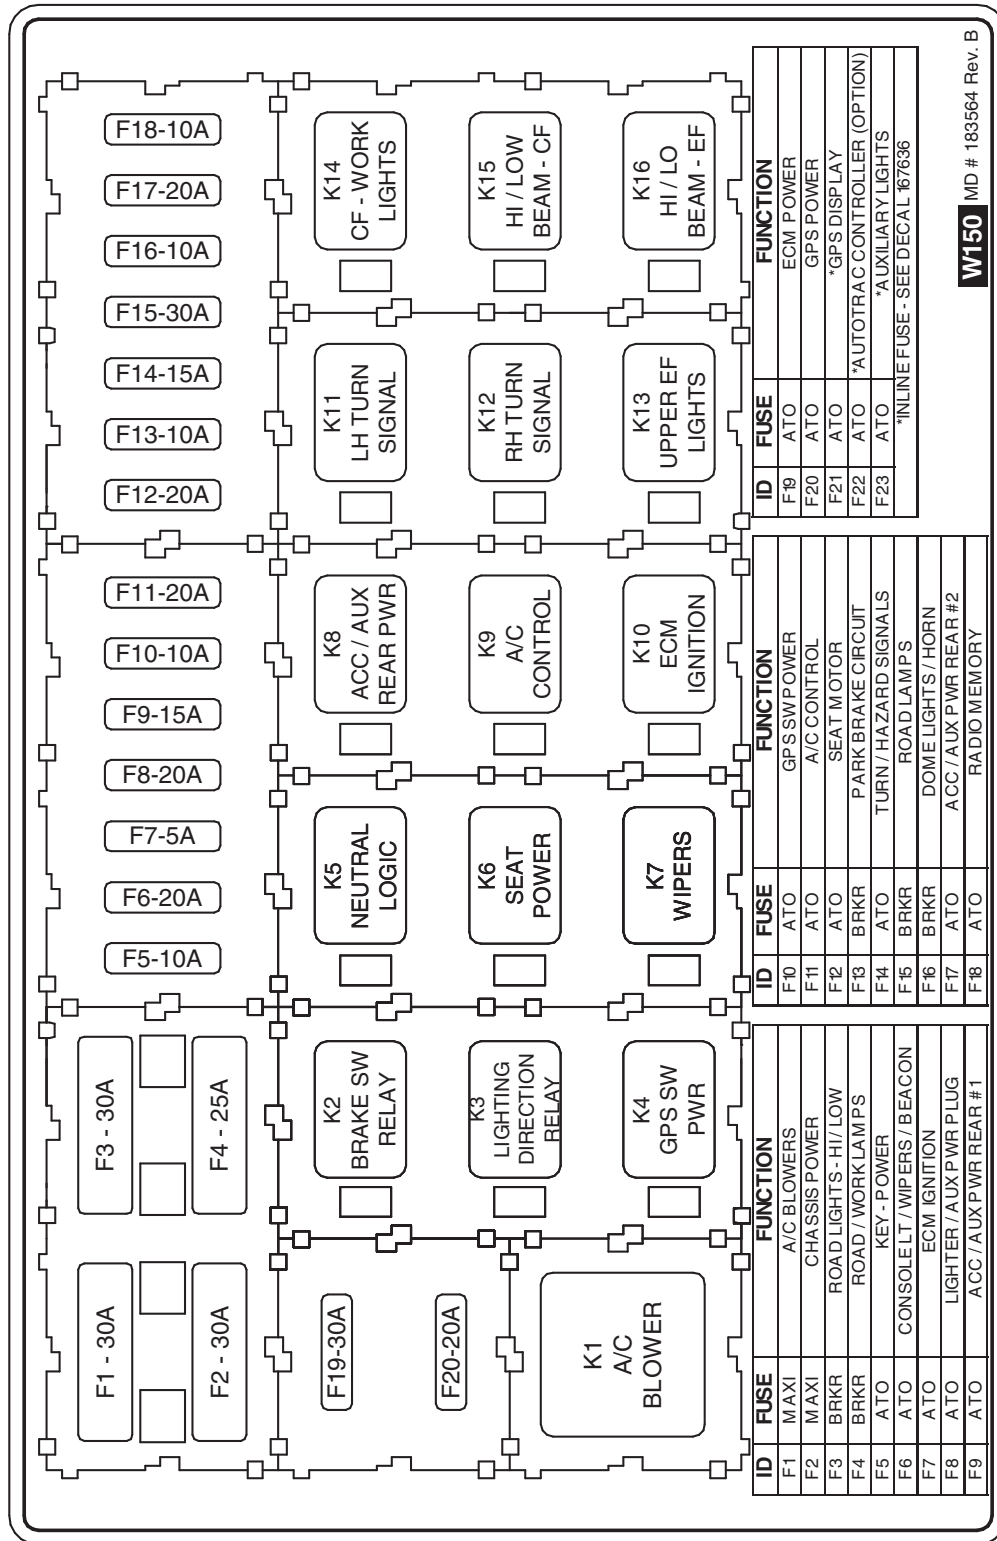 F1 - 30A
F3 - 30A
F5-10A
F6-20A
F7-5A
F8-20A
F9-15A
F10-10A
F11-20A
F12-20A
F13-10A
F14-15A
F15-30A
F16-10A
F17-20A
F18-10A
F2 - 30A
F4 - 25A
F19-30A
F20-20A
K1
A/C
BLOWER
K2
BRAKE SW
RELAY
K3
LIGHTING
DIRECTION
RELAY
K4
GPS SW
PWR
K5
NEUTRAL
LOGIC
K6
SEAT
POWER
K7
WIPERS
K8
ACC / AUX
REAR PWR
K9
A/C
CONTROL
K10
ECM
IGNITION
K11
LH TURN
SIGNAL
K12
RH TURN
SIGNAL
K13
UPPER EF
LIGHTS
K14
CF - WORK
LIGHTS
K15
HI / LOW
BEAM - CF
K16
HI / LO
BEAM - EF
ID FUSE FUNCTION
F1 MAXI A/C BLOWERS
F2 MAXI CHASSIS POWER
F3 BRKR ROAD LIGHTS - HI / LOW
F4 BRKR ROAD / WORK LAMPS
F5 ATO KEY - POWER
F6 ATO CONSOLE LT / WIPERS / BEACON
F7 ATO ECM IGNITION
F8 ATO LIGHTER / AUX PWR PLUG
F9 ATO ACC / AUX PWR REAR #1
ID FUSE FUNCTION
F10 ATO GPS SW POWER
F11 ATO A/C CONTROL
F12 ATO SEAT MOTOR
F13 BRKR PARK BRAKE CIRCUIT
F14 ATO TURN / HAZARD SIGNALS
F15 BRKR ROAD LAMPS
F16 BRKR DOME LIGHTS / HORN
F17 ATO ACC / AUX PWR REAR #2
F18 ATO RADIO MEMORY
ID FUSE FUNCTION
F19 ATO ECM POWER
F20 ATO GPS POWER
F21 ATO *GPS DISPLAY
F22 ATO *AUTOTRAC CONTROLLER (OPTION)
F23 ATO *AUXILIARY LIGHTS
*INLINE FUSE - SEE DECAL 167636
W150 MD # 183564 Rev. B